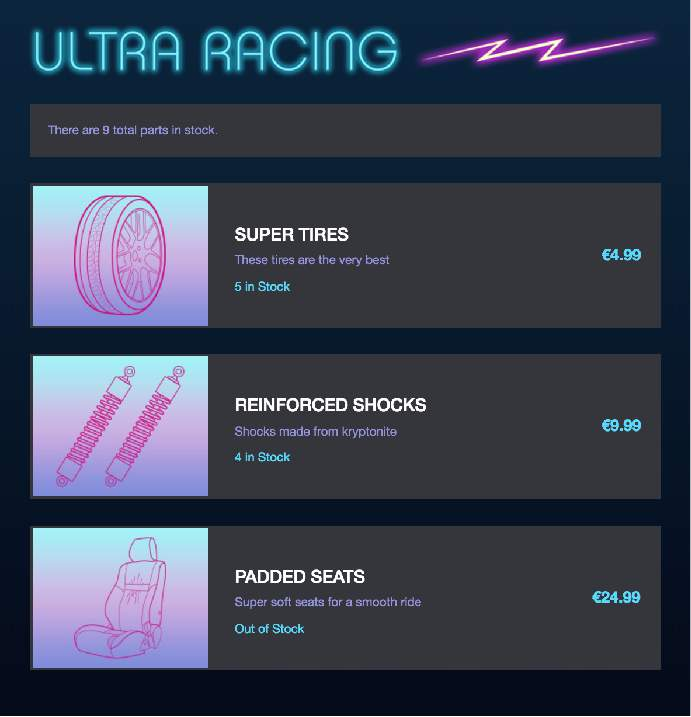 ULTRA RACING
There are 9 total parts in stock.
SUPER TIRES
These tires are the very best
5 in Stock
€4.99
REINFORCED SHOCKS
Shocks made from kryptonite
4 in Stock
€9.99
PADDED SEATS
Super soft seats for a smooth ride
Out of Stock
€24.99